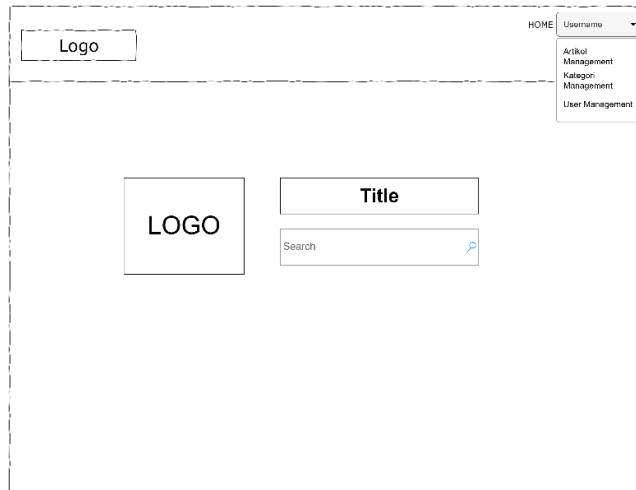 HOME
Username
Logo
Artikel
Management
Kategori
Management
User Management
Title
LOGO
Search